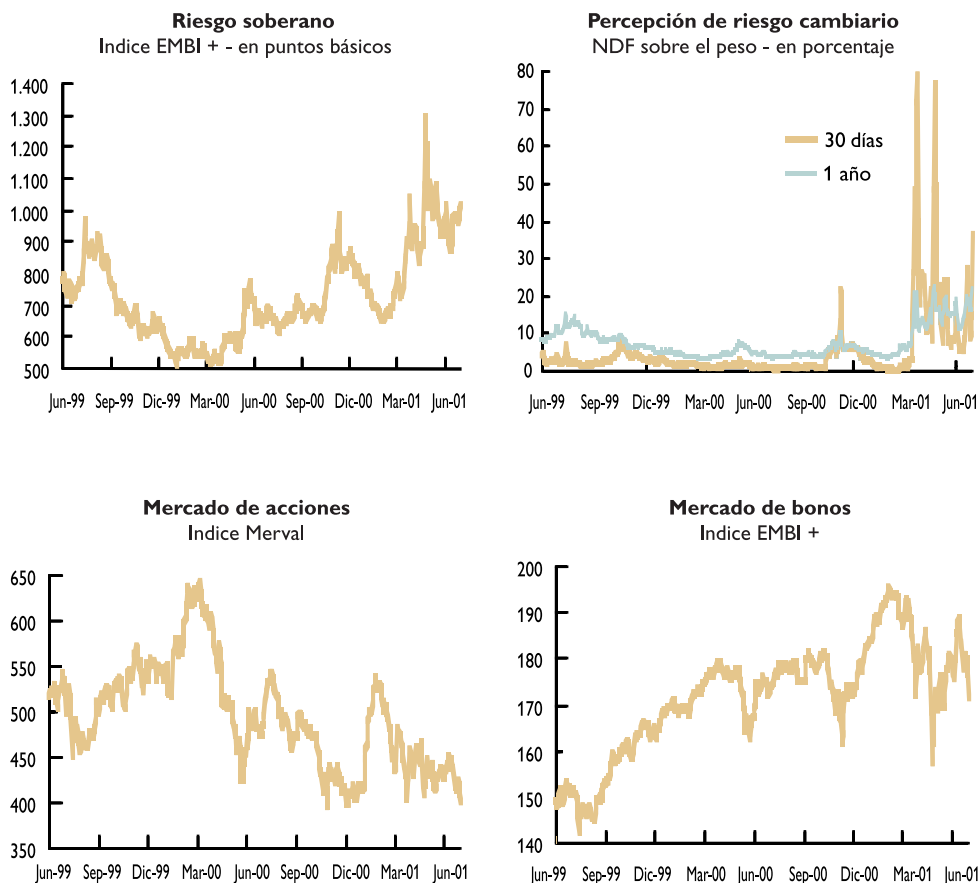 Riesgo soberano
Indice EMBI + - en puntos básicos
1.400
1.300
1.200
1.100
1.000
900
800
700
600
500
Jun-99 Sep-99 Dic-99 Mar-00 Jun-00 Sep-00 Dic-00 Mar-01 Jun-01
Percepción de riesgo cambiario
NDF sobre el peso - en porcentaje
80
70
60
50
40
30
20
10
0
30 días
1 año
Jun-99 Sep-99 Dic-99 Mar-00 Jun-00 Sep-00 Dic-00 Mar-01 Jun-01
Mercado de acciones
Indice Merval
650
600
550
500
450
400
350
Jun-99 Sep-99 Dic-99 Mar-00 Jun-00 Sep-00 Dic-00 Mar-01 Jun-01
Mercado de bonos
Indice EMBI +
200
190
180
170
160
150
140
Jun-99 Sep-99 Dic-99 Mar-00 Jun-00 Sep-00 Dic-00 Mar-01 Jun-01